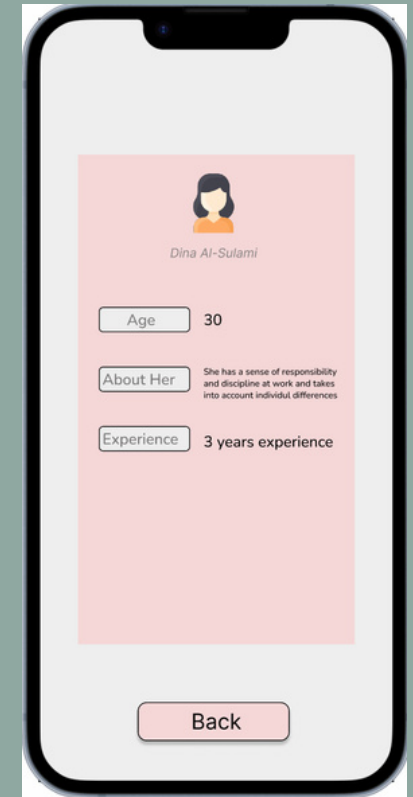 Dina Al-Sulami
Age
30
About Her
She has a sense of responsibility
and discipline at work and takes
into account individul differences
Experience
3 years experience
Back